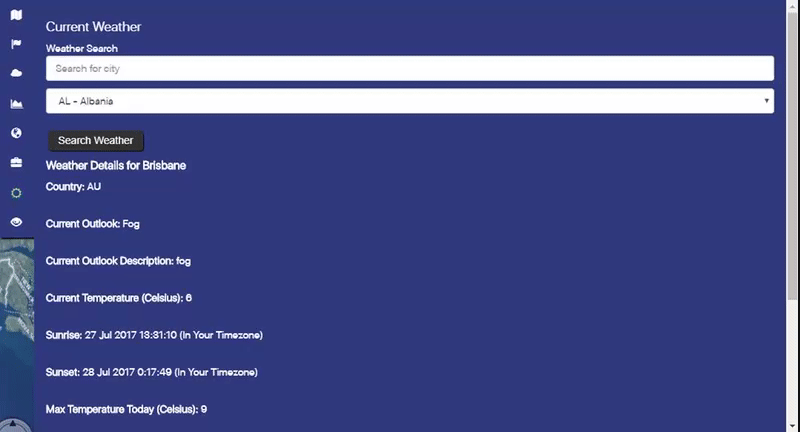 Current Weather
Weather Search
Search for city
AL - Albania
Search Weather
Weather Details for Brisbane
Country: AU
Current Outlook: Fog
Current Outlook Description: fog
Current Temperature (Celsius): 6
Sunrise: 27 Jul 2017 13:31:10 (In Your Timezone)
Sunset: 28 Jul 2017 0:17:49 (In Your Timezone)
Max Temperature Today (Celsius): 9